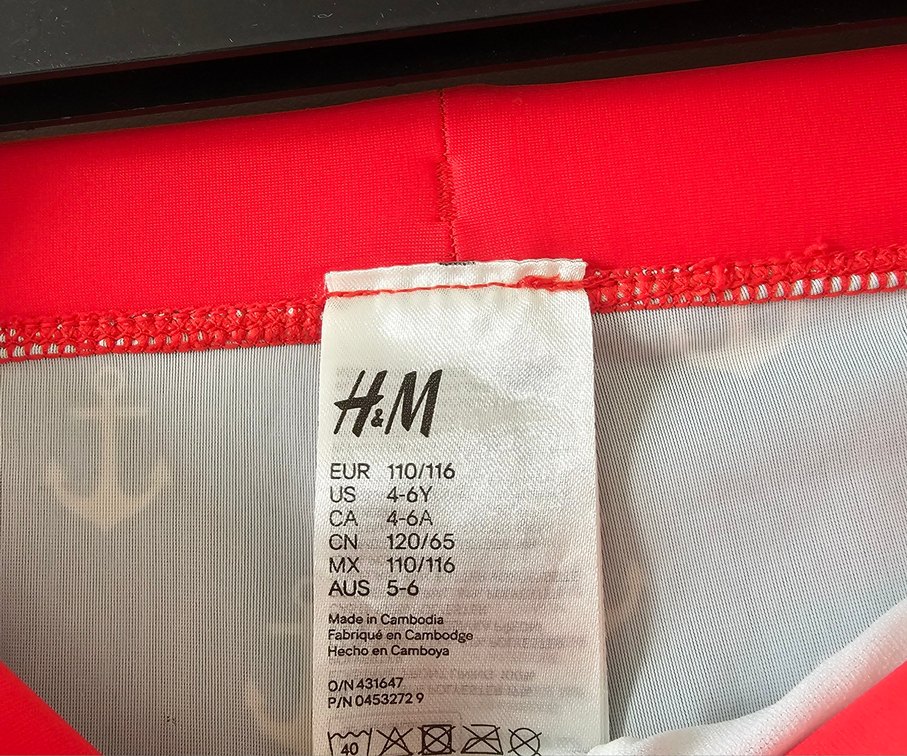 H&M
EUR 110/116
US 4-6Y
CA 4-6A
CN 120/65
MX 110/116
AUS 5-6
Made in Cambodia
Fabriqué en Cambodge
Hecho en Camboya
O/N 431647
P/N 0453272 9
40